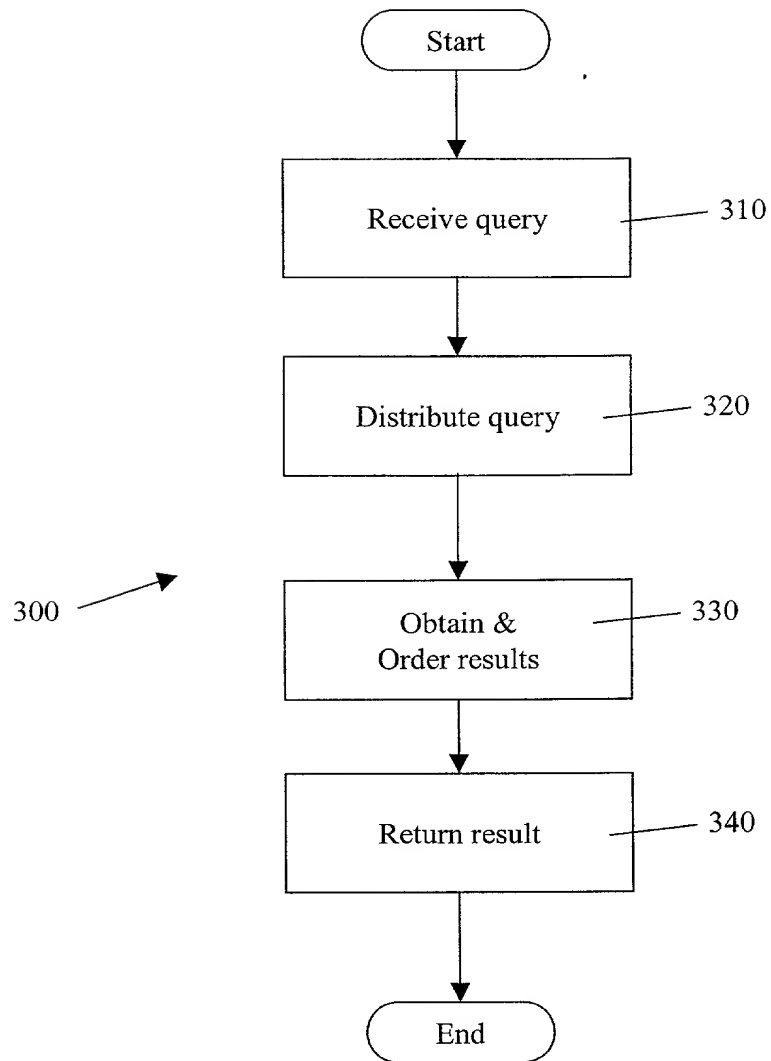 Start
Receive query
310
Distribute query
320
300
Obtain &
Order results
330
Return result
340
End